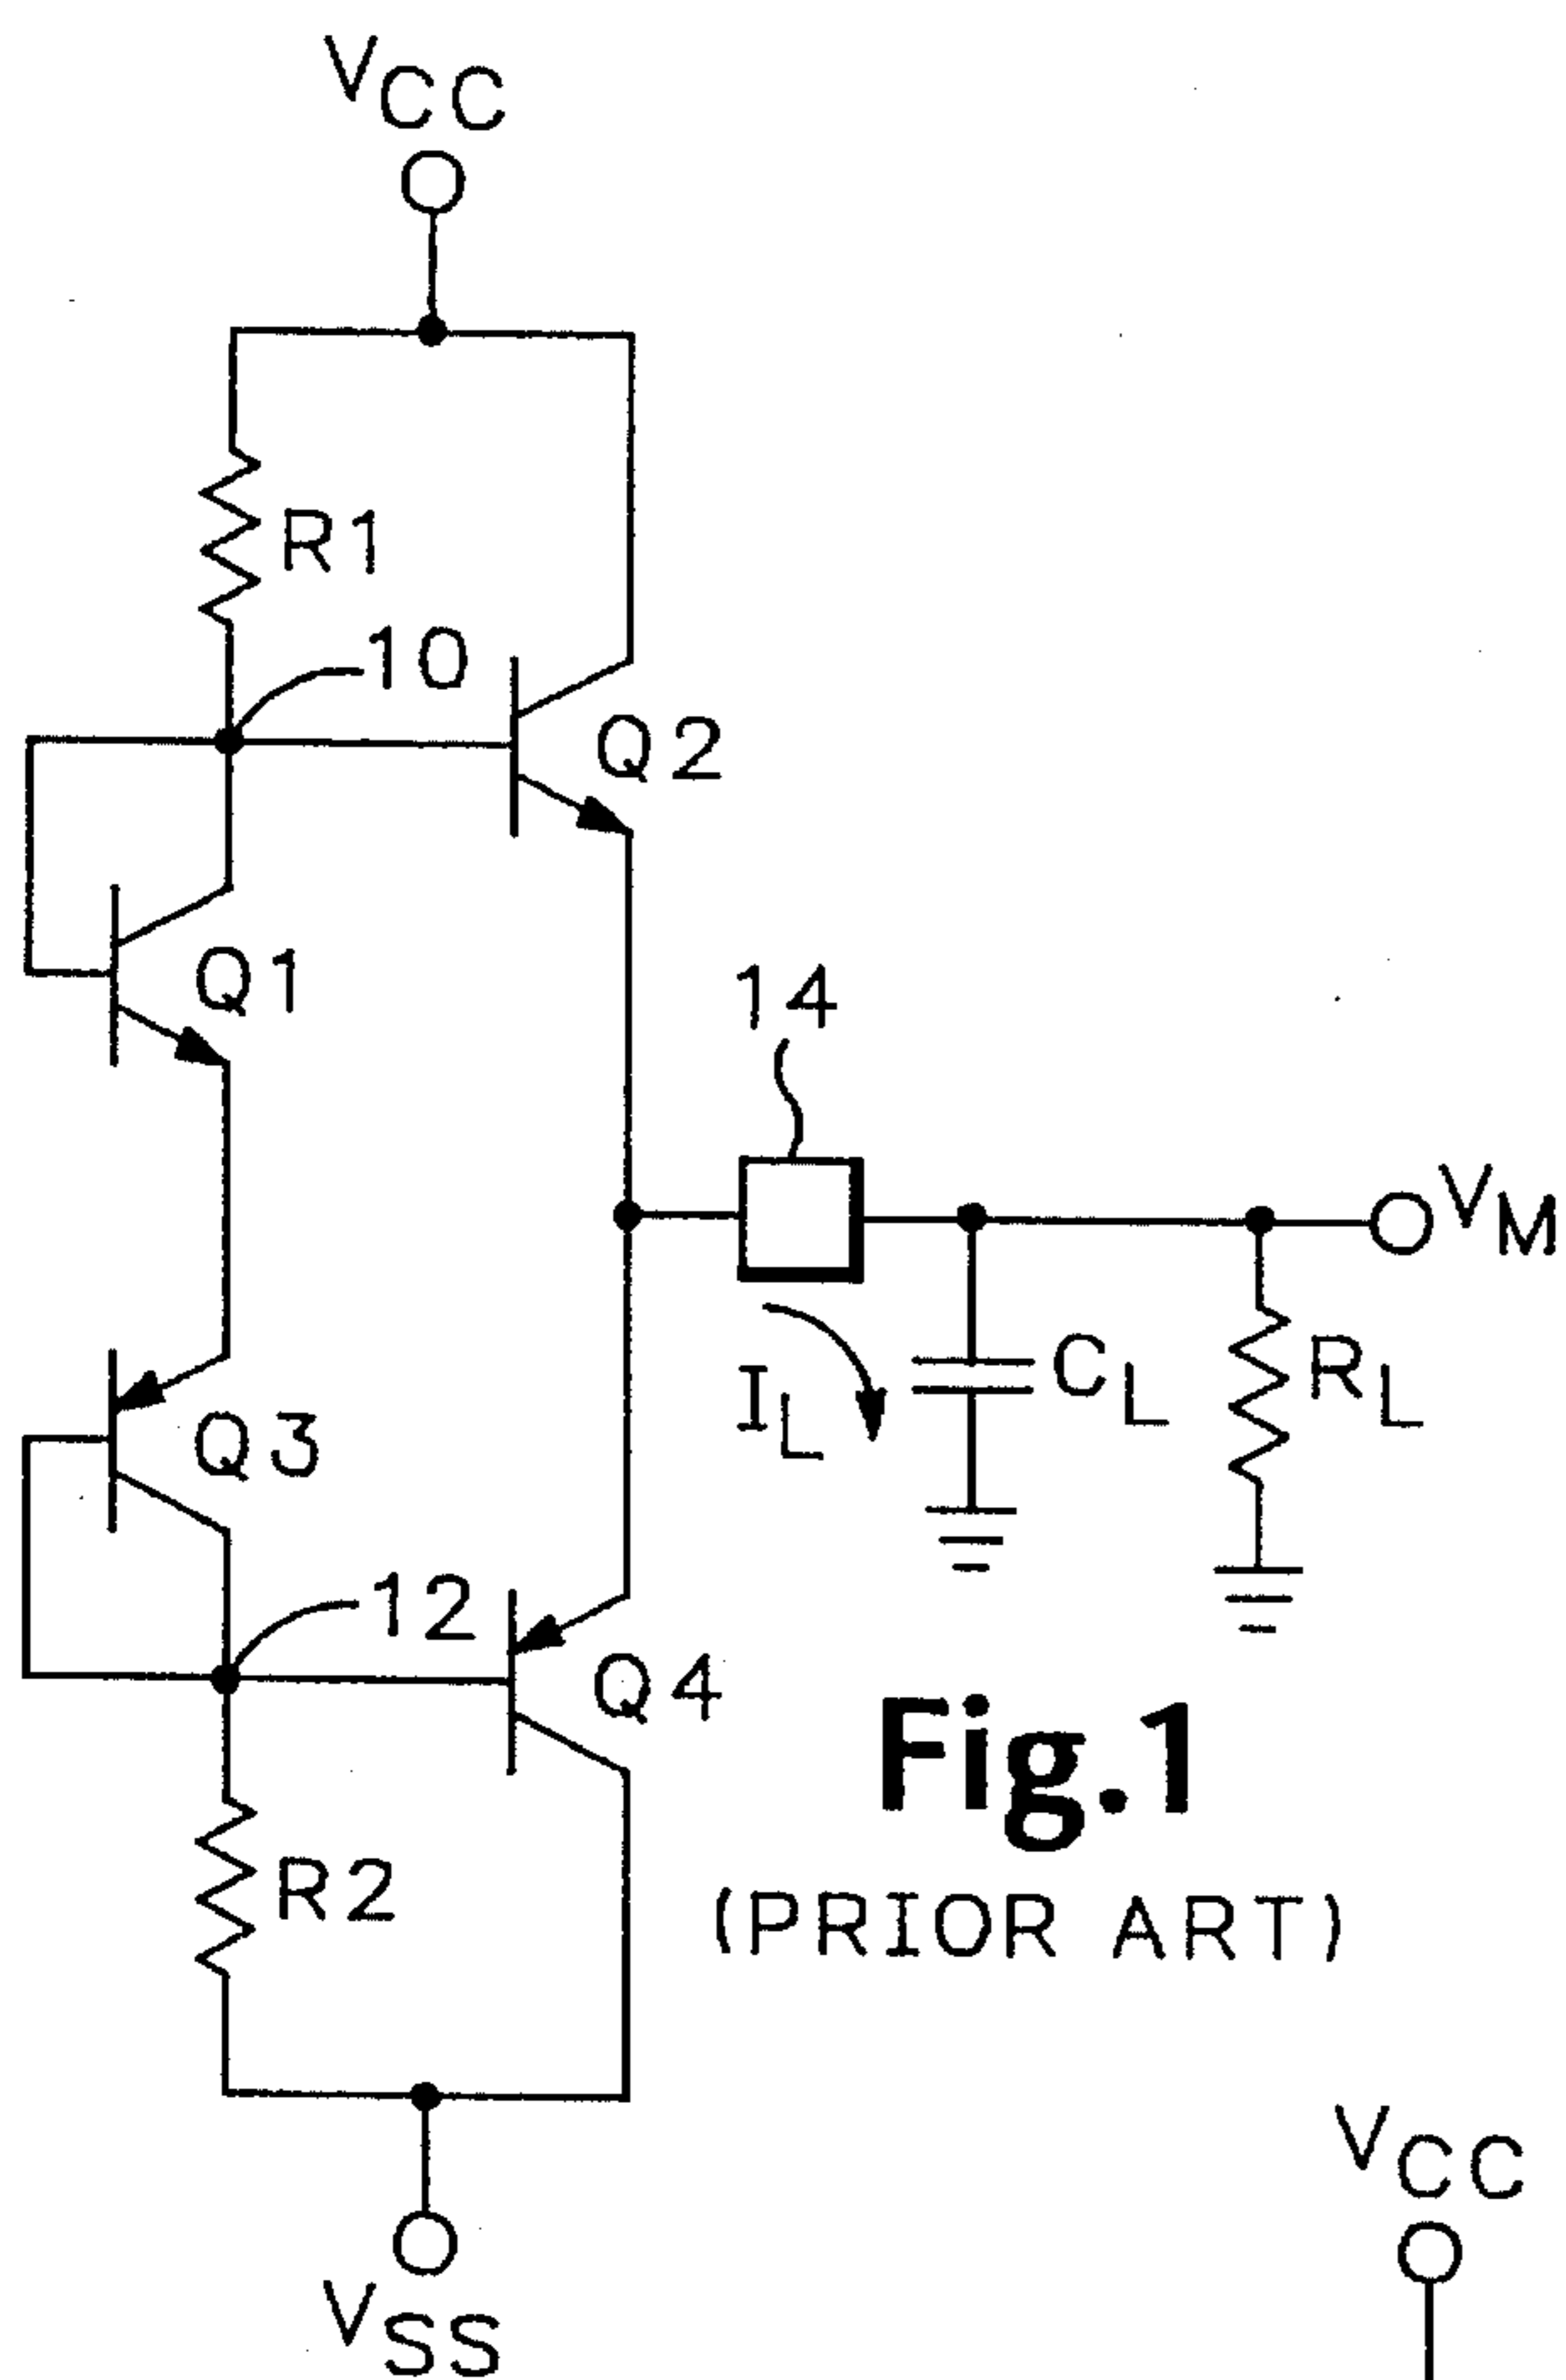 VCC
R1
10
Q2
Q1
14
VM
CL
RL
IL
Q3
12
Q4
Fig.1
R2
(PRIOR ART)
VCC
VSS